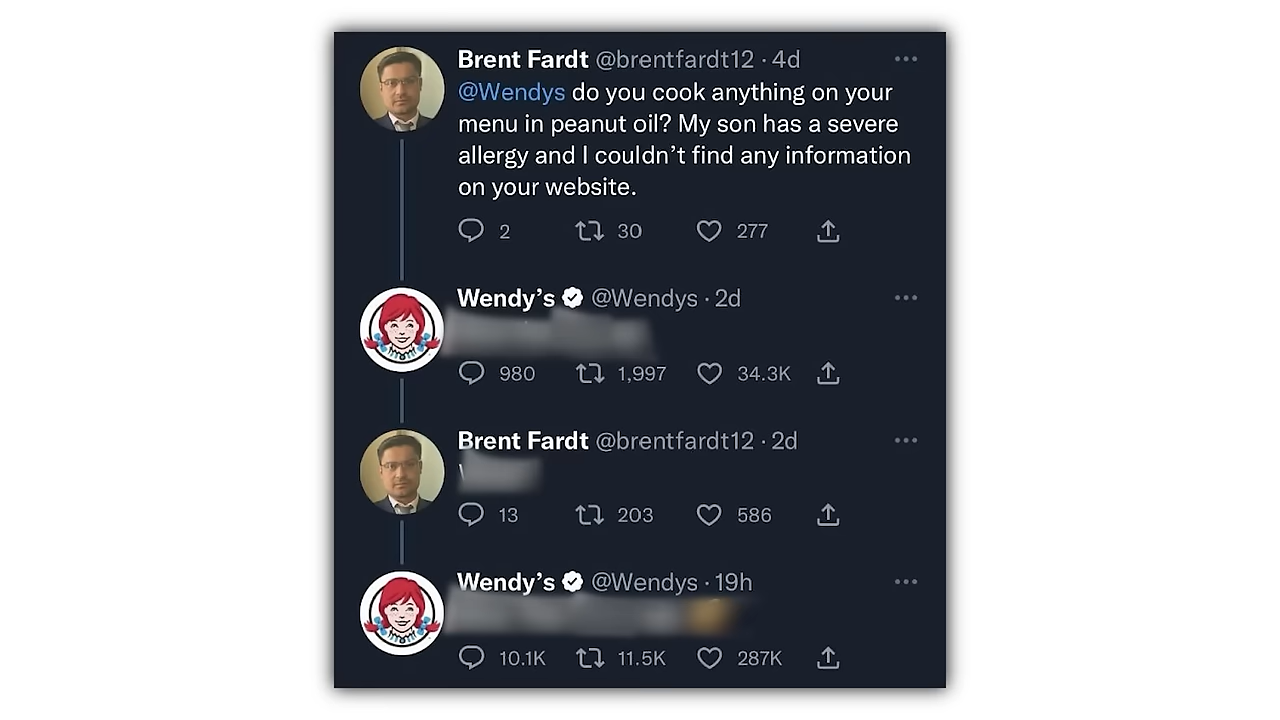 Brent Fardt @brentfardt12 · 4d
@Wendys do you cook anything on your
menu in peanut oil? My son has a severe
allergy and I couldn’t find any information
on your website.
2 30 277
Wendy’s @Wendys · 2d
980 1,997 34.3K
Brent Fardt @brentfardt12 · 2d
13 203 586
Wendy’s @Wendys · 19h
10.1K 11.5K 287K